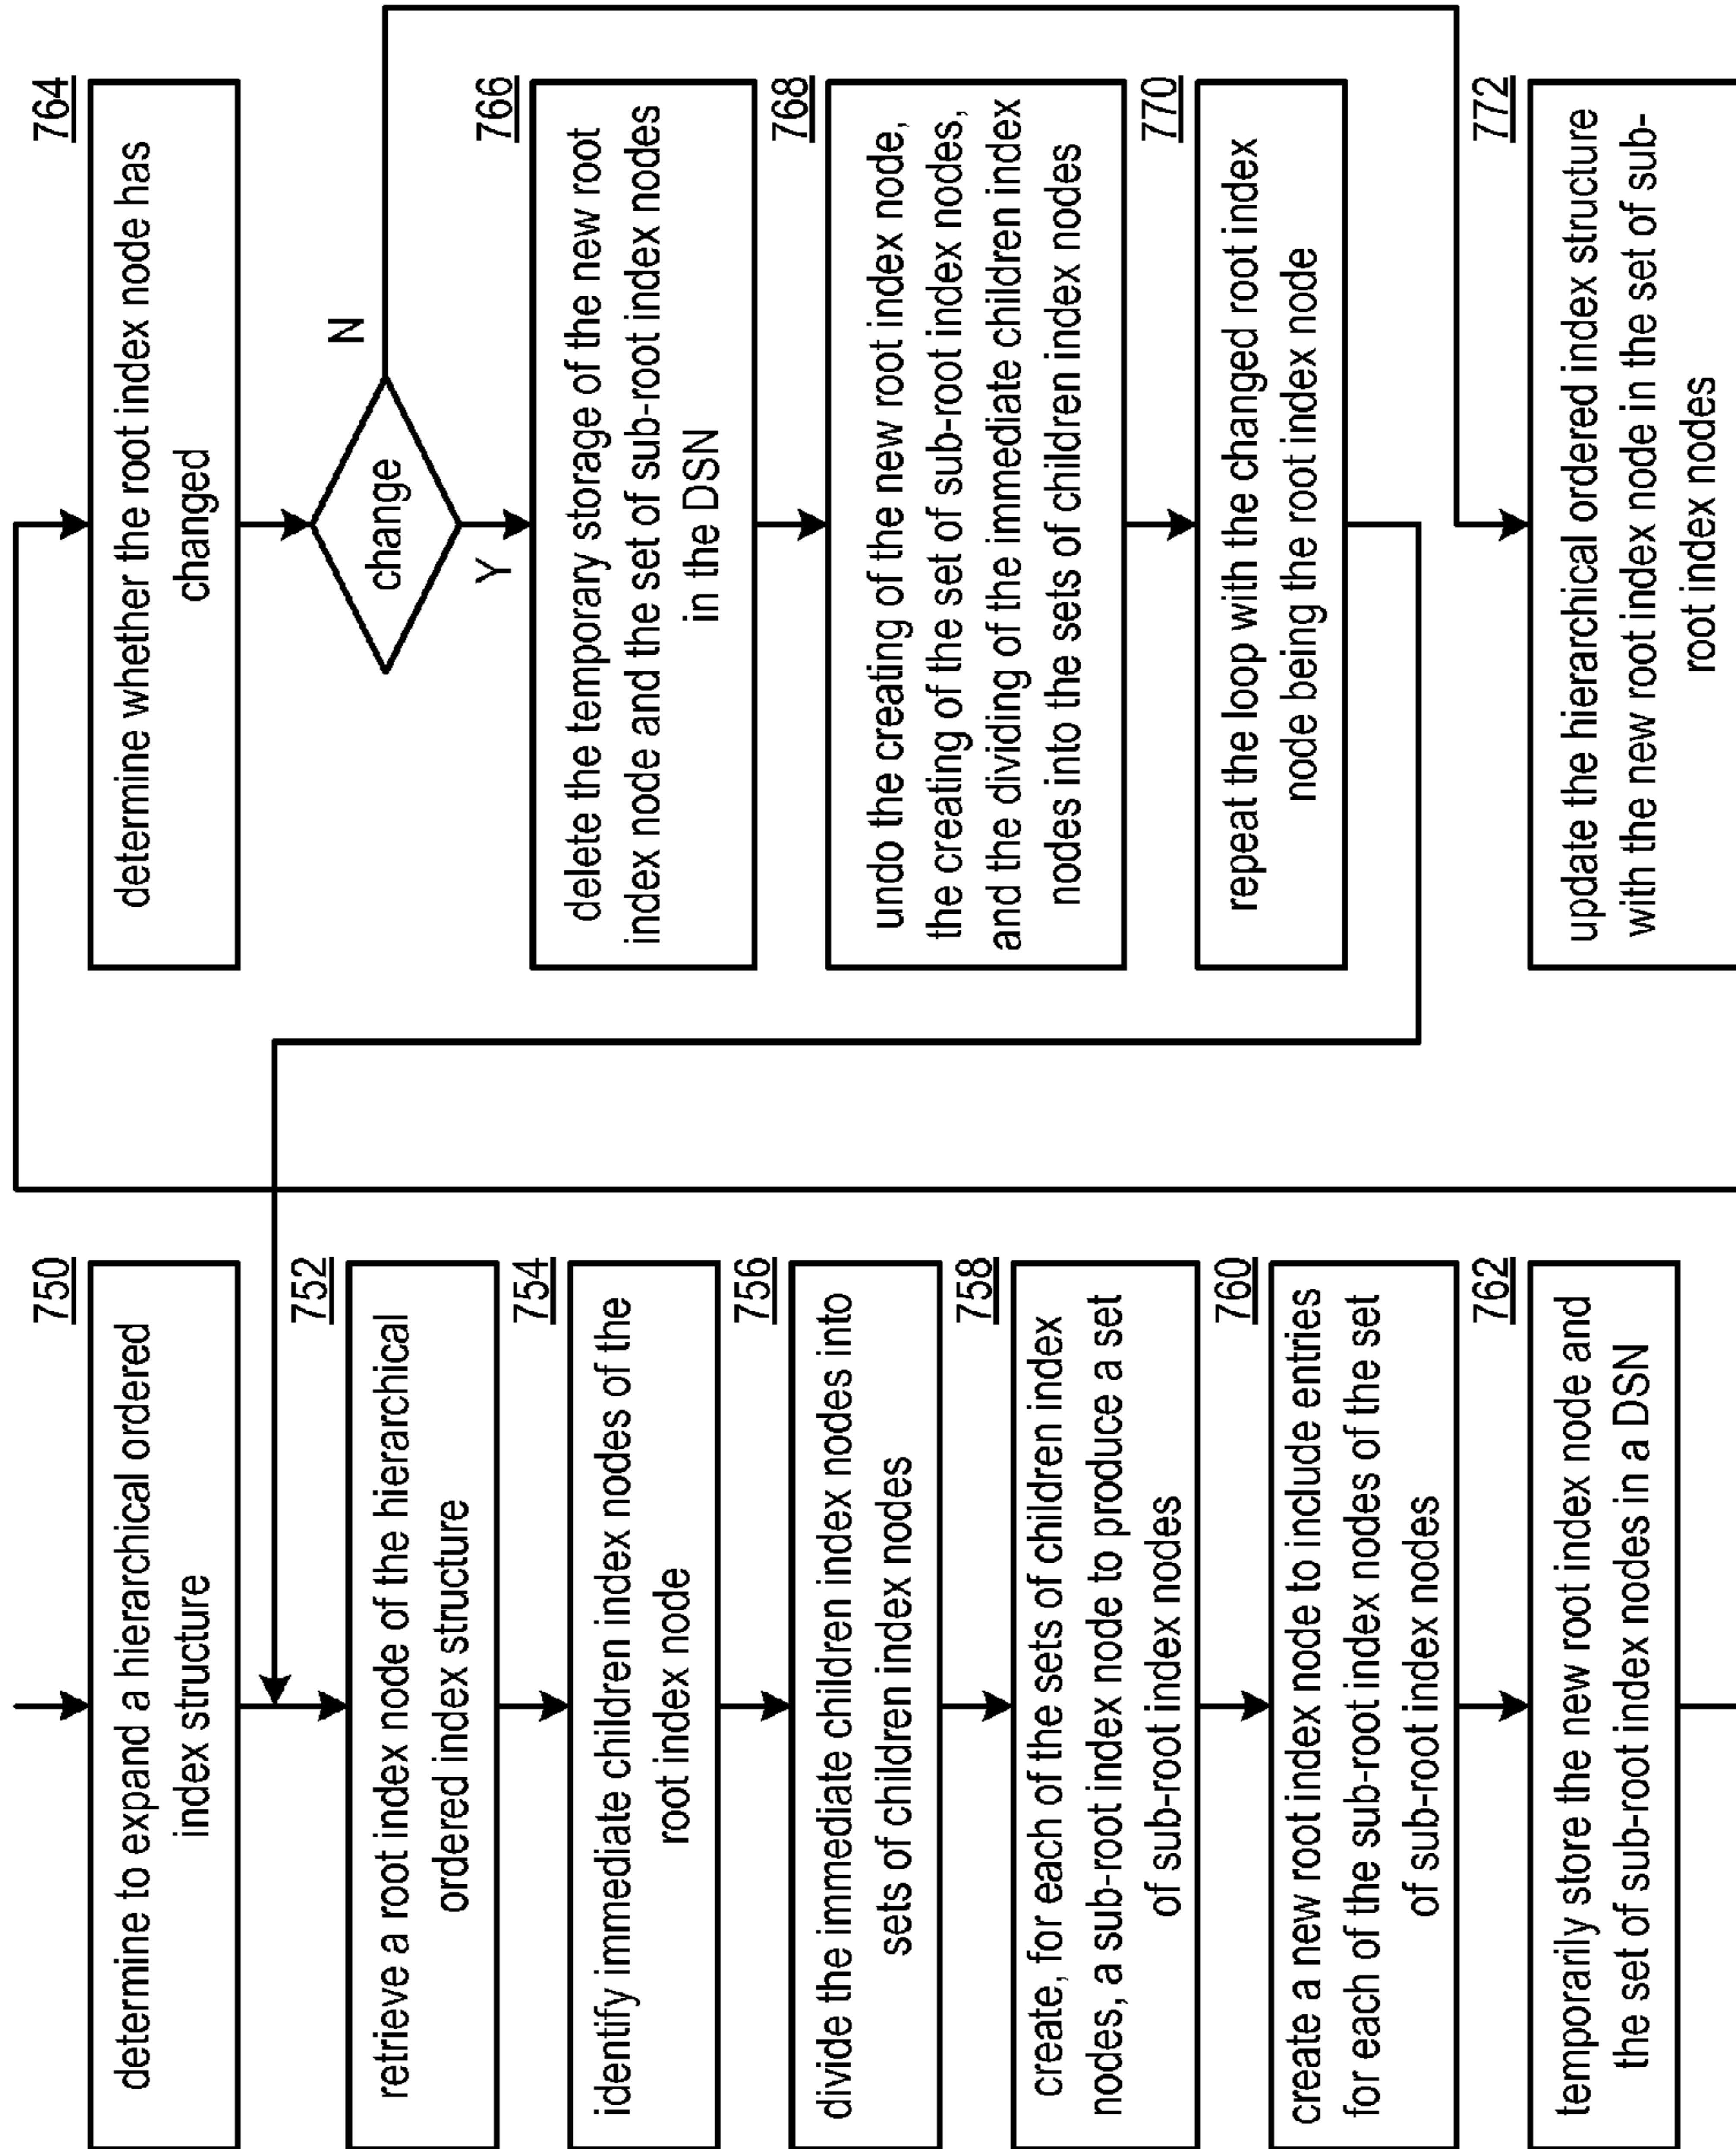 750
determine to expand a hierarchical ordered
index structure
752
retrieve a root index node of the hierarchical
ordered index structure
754
identify immediate children index nodes of the
root index node
756
divide the immediate children index nodes into
sets of children index nodes
758
create, for each of the sets of children index
nodes, a sub-root index node to produce a set
of sub-root index nodes
760
create a new root index node to include entries
for each of the sub-root index nodes of the set
of sub-root index nodes
762
temporarily store the new root index node and
the set of sub-root index nodes in a DSN
764
determine whether the root index node has
changed
change
N
Y
766
delete the temporary storage of the new root
index node and the set of sub-root index nodes
in the DSN
768
undo the creating of the new root index node,
the creating of the set of sub-root index nodes,
and the dividing of the immediate children index
nodes into the sets of children index nodes
770
repeat the loop with the changed root index
node being the root index node
772
update the hierarchical ordered index structure
with the new root index node in the set of sub-
root index nodes